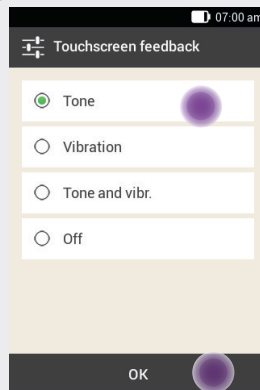 07:00 am
Touchscreen feedback
Tone
Vibration
Tone and vibr.
Off
OK